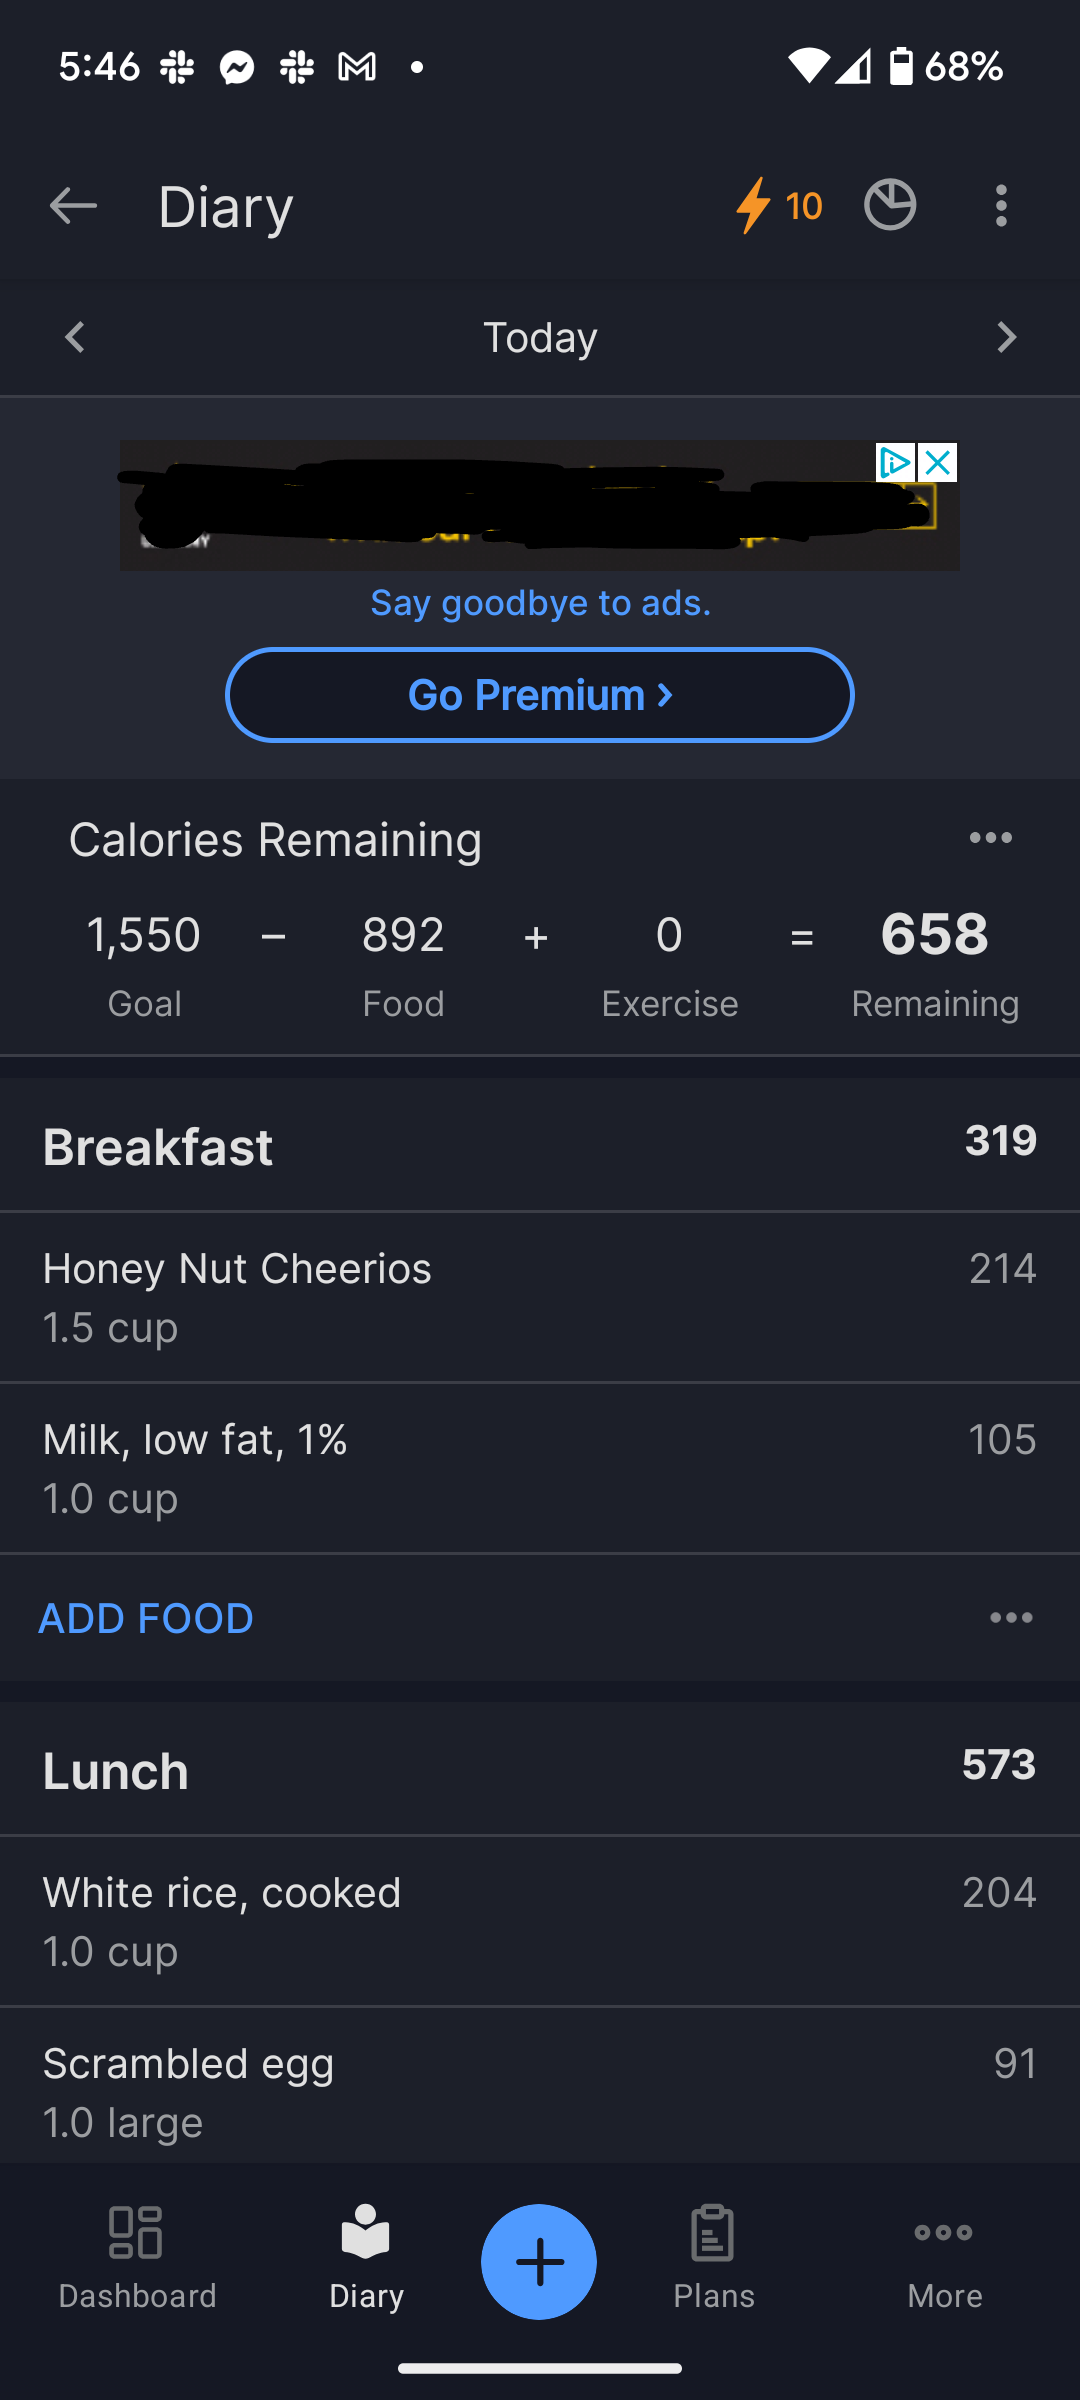 5:46 68%
Diary 10
Today
Say goodbye to ads.
Go Premium ›
Calories Remaining
1,550 – 892 + 0 = 658
Goal Food Exercise Remaining
Breakfast 319
Honey Nut Cheerios 214
1.5 cup
Milk, low fat, 1% 105
1.0 cup
ADD FOOD
Lunch 573
White rice, cooked 204
1.0 cup
Scrambled egg 91
1.0 large
Dashboard Diary Plans More